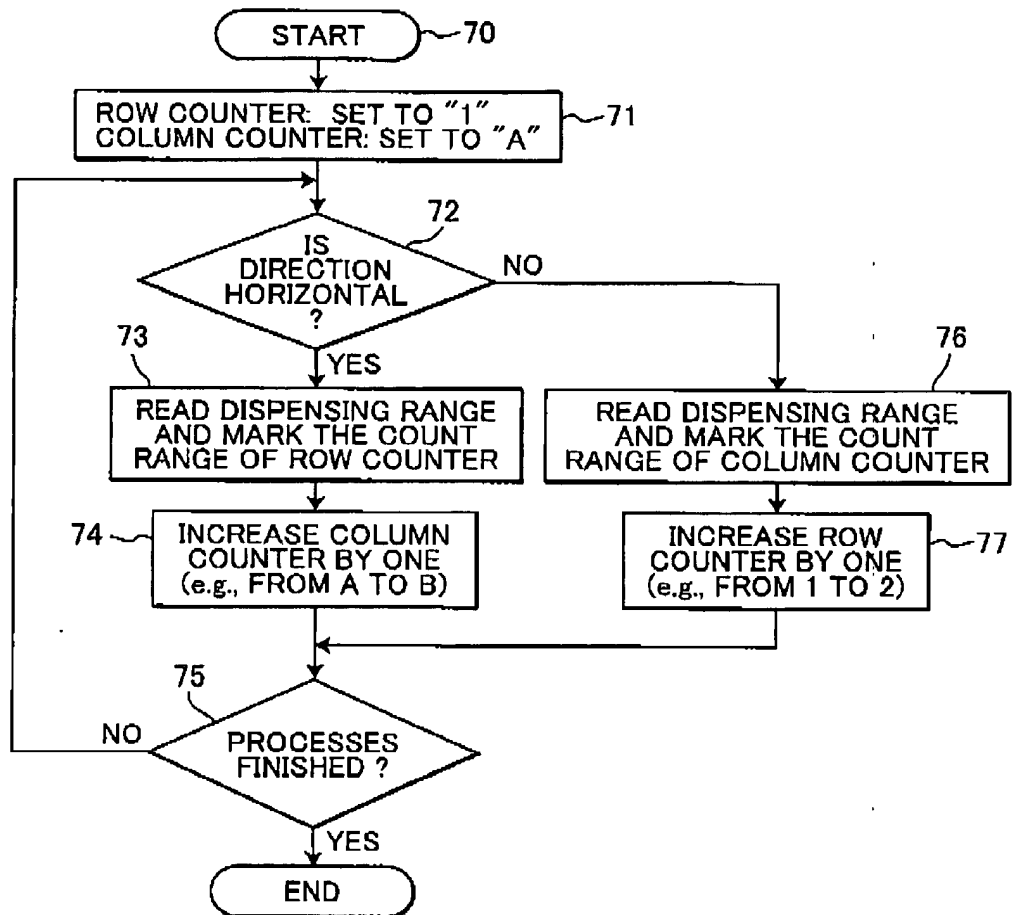 START
70
ROW COUNTER: SET TO "1"
COLUMN COUNTER: SET TO "A"
71
72
IS
DIRECTION
HORIZONTAL
?
NO
YES
73
READ DISPENSING RANGE
AND MARK THE COUNT
RANGE OF ROW COUNTER
76
READ DISPENSING RANGE
AND MARK THE COUNT
RANGE OF COLUMN COUNTER
74
INCREASE COLUMN
COUNTER BY ONE
(e.g., FROM A TO B)
INCREASE ROW
COUNTER BY ONE
(e.g., FROM 1 TO 2)
77
75
PROCESSES
FINISHED ?
NO
YES
END